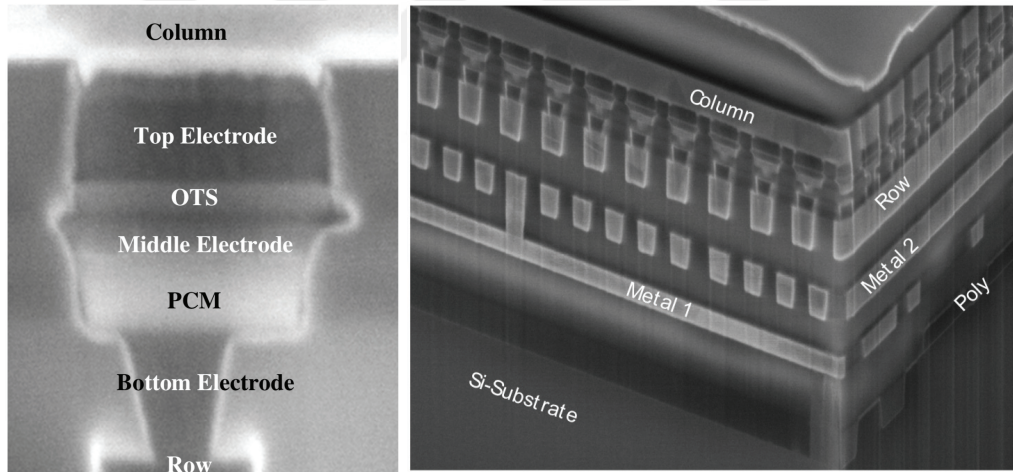 Column
Top Electrode
OTS
Middle Electrode
PCM
Bottom Electrode
Row
Column
Row
Metal 2
Poly
Metal 1
Si-Substrate